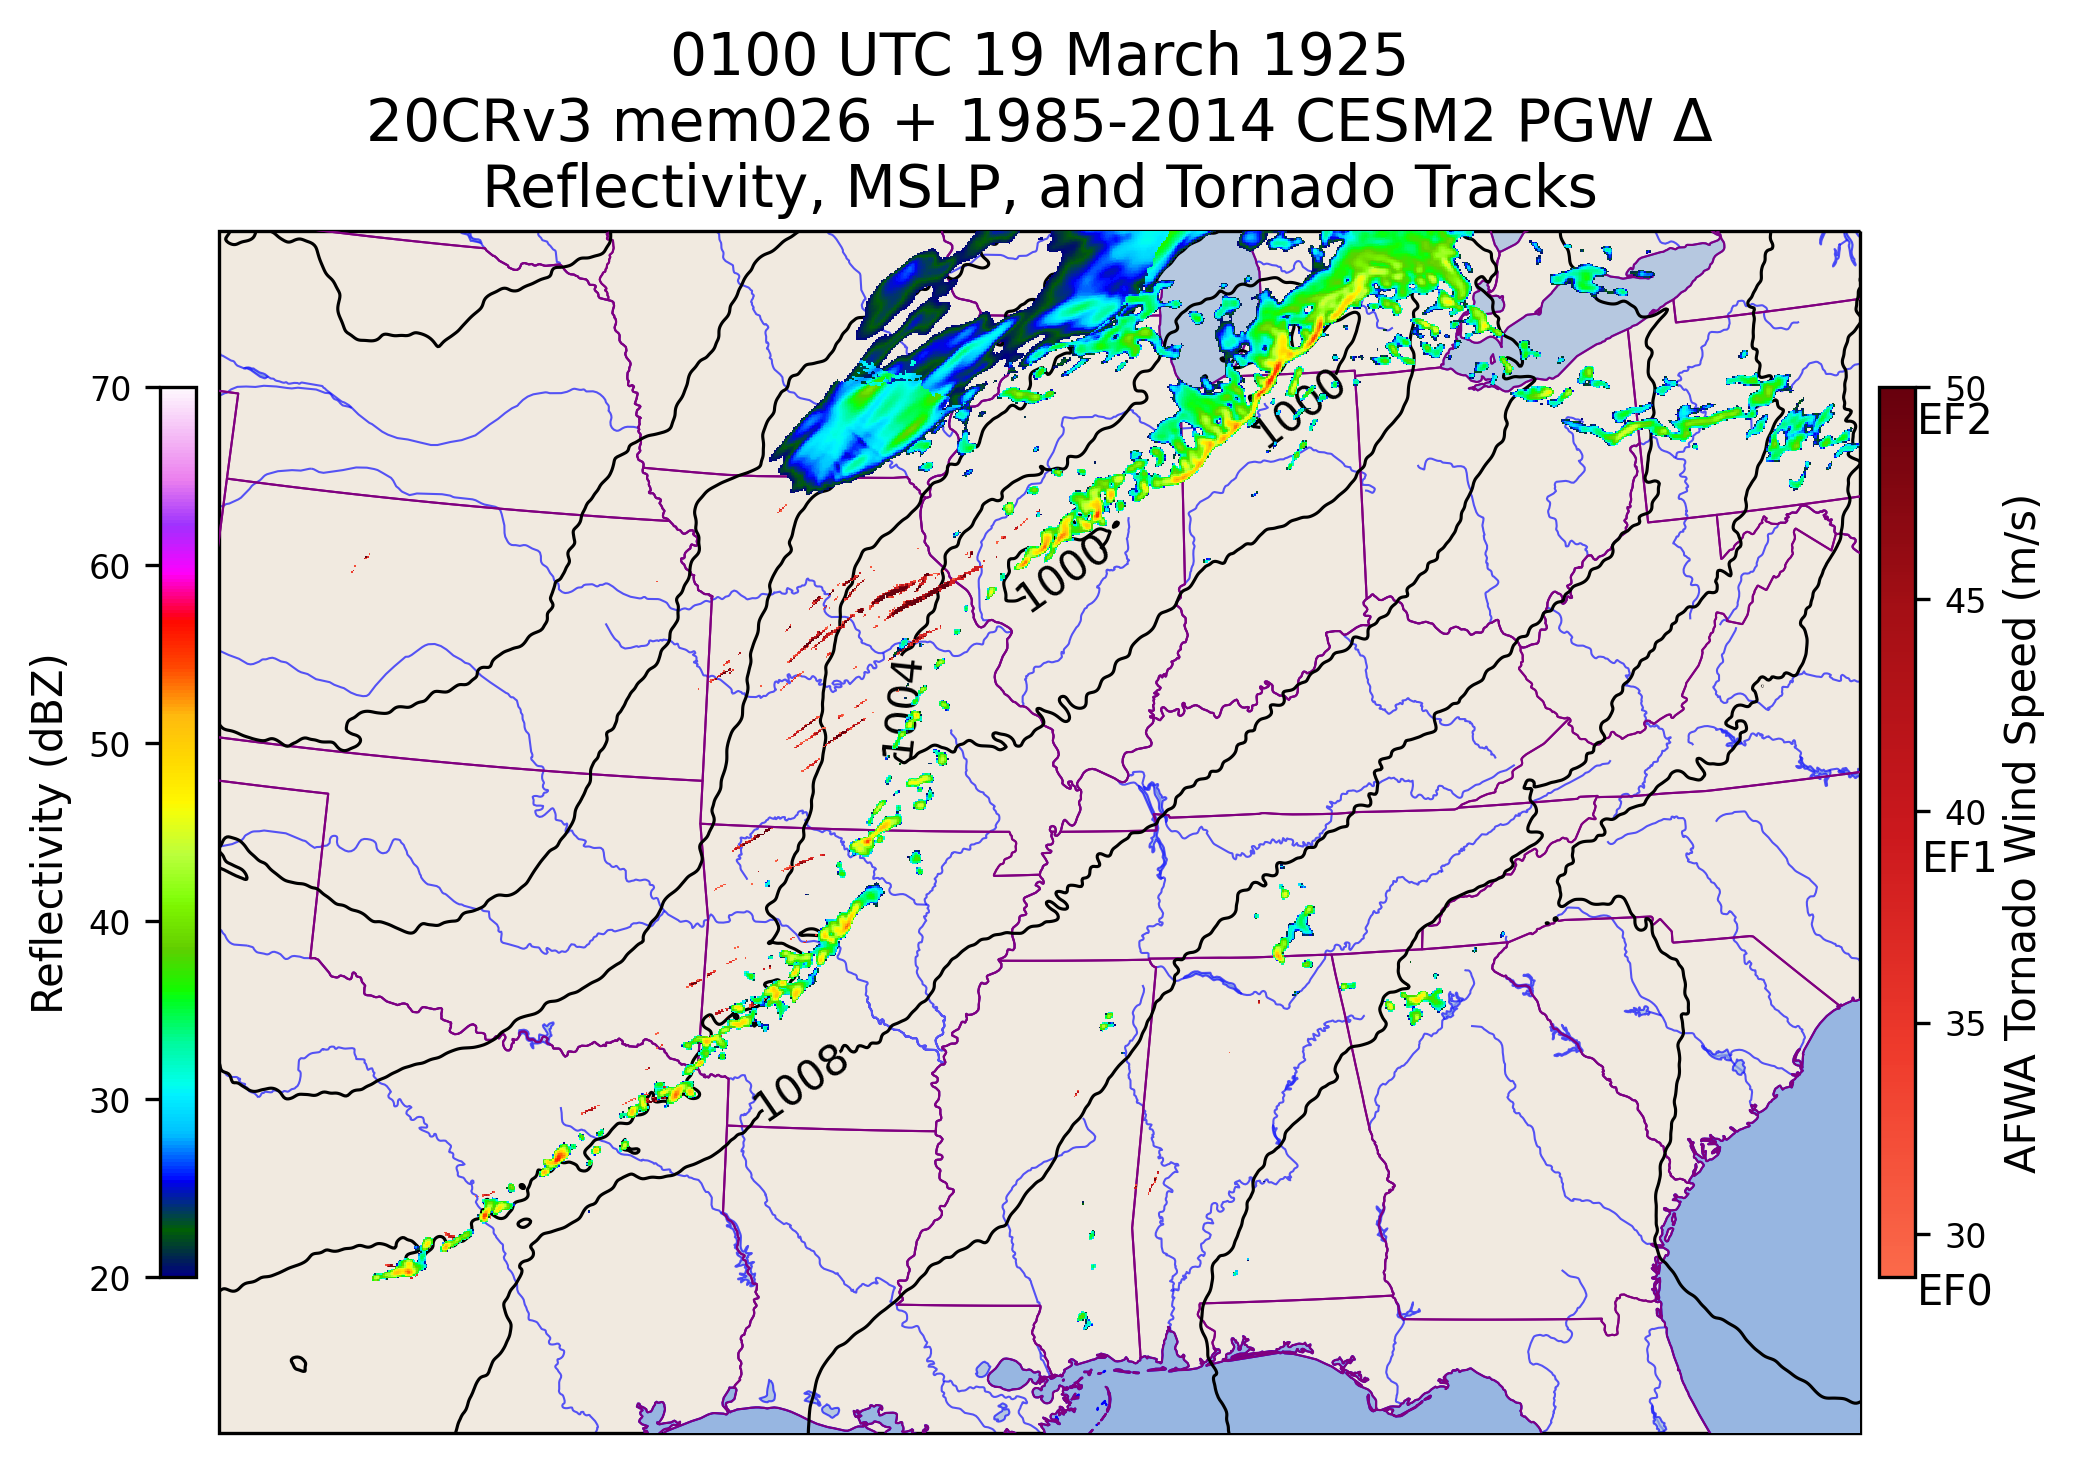 0100 UTC 19 March 1925
20CRv3 mem026 + 1985-2014 CESM2 PGW Δ
Reflectivity, MSLP, and Tornado Tracks
70
60
50
40
30
20
Reflectivity (dBZ)
1000
1000
1004
1008
50
EF2
45
40
EF1
35
30
EF0
AFWA Tornado Wind Speed (m/s)